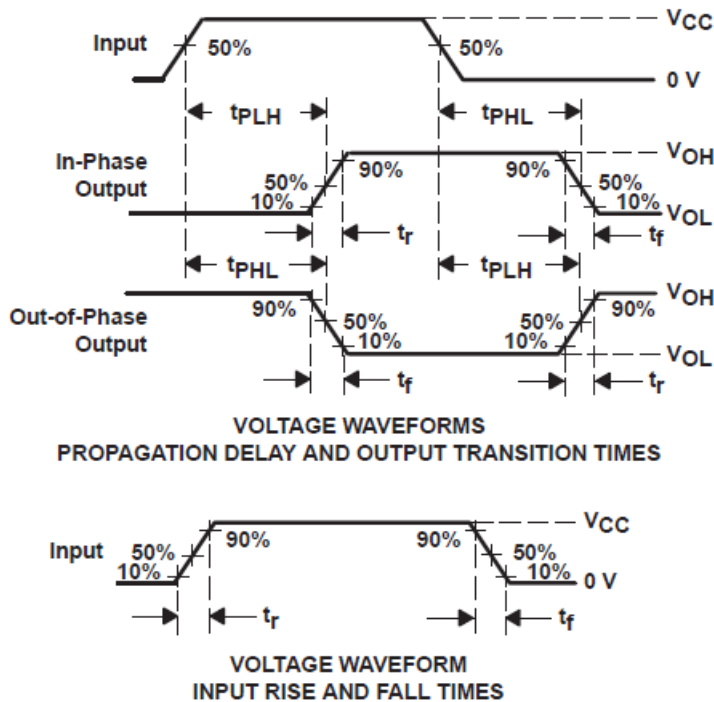 VCC
Input 50% 50%
0 V
tPLH tPHL
In-Phase
Output
VOH
90% 90%
50% 50%
10% 10%
VOL
tr tf
tPHL tPLH
Out-of-Phase
Output
VOH
90% 90%
50% 50%
10% 10%
VOL
tf tr
VOLTAGE WAVEFORMS
PROPAGATION DELAY AND OUTPUT TRANSITION TIMES
VCC
Input
90% 90%
50% 50%
10% 10%
0 V
tr tf
VOLTAGE WAVEFORM
INPUT RISE AND FALL TIMES